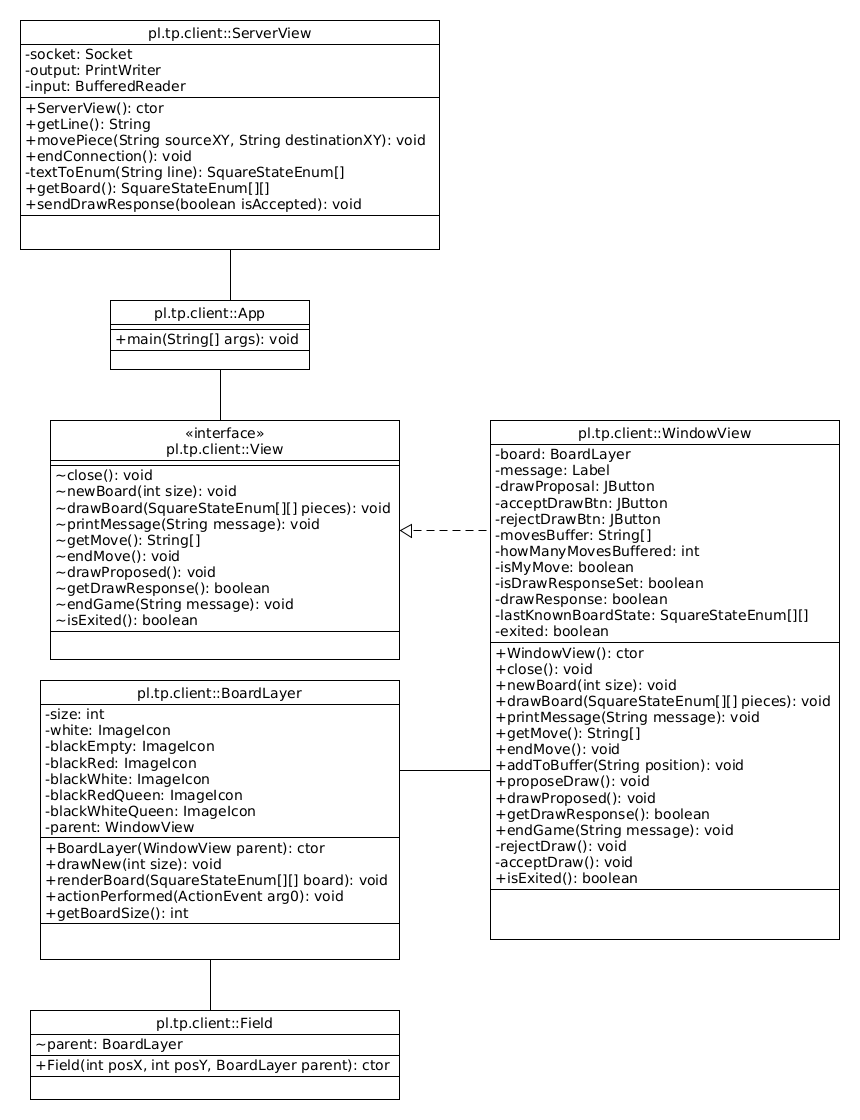 pl.tp.client::ServerView
-socket: Socket
-output: PrintWriter
-input: BufferedReader
+ServerView(): ctor
+getLine(): String
+movePiece(String sourceXY, String destinationXY): void
+endConnection(): void
-textToEnum(String line): SquareStateEnum[]
+getBoard(): SquareStateEnum[][]
+sendDrawResponse(boolean isAccepted): void
pl.tp.client::App
+main(String[] args): void
«interface»
pl.tp.client::View
~close(): void
~newBoard(int size): void
~drawBoard(SquareStateEnum[][] pieces): void
~printMessage(String message): void
~getMove(): String[]
~endMove(): void
~drawProposed(): void
~getDrawResponse(): boolean
~endGame(String message): void
~isExited(): boolean
pl.tp.client::WindowView
-board: BoardLayer
-message: Label
-drawProposal: JButton
-acceptDrawBtn: JButton
-rejectDrawBtn: JButton
-movesBuffer: String[]
-howManyMovesBuffered: int
-isMyMove: boolean
-isDrawResponseSet: boolean
-drawResponse: boolean
-lastKnownBoardState: SquareStateEnum[][]
-exited: boolean
+WindowView(): ctor
+close(): void
+newBoard(int size): void
+drawBoard(SquareStateEnum[][] pieces): void
+printMessage(String message): void
+getMove(): String[]
+endMove(): void
+addToBuffer(String position): void
+proposeDraw(): void
+drawProposed(): void
+getDrawResponse(): boolean
+endGame(String message): void
-rejectDraw(): void
-acceptDraw(): void
+isExited(): boolean
pl.tp.client::BoardLayer
-size: int
-white: ImageIcon
-blackEmpty: ImageIcon
-blackRed: ImageIcon
-blackWhite: ImageIcon
-blackRedQueen: ImageIcon
-blackWhiteQueen: ImageIcon
-parent: WindowView
+BoardLayer(WindowView parent): ctor
+drawNew(int size): void
+renderBoard(SquareStateEnum[][] board): void
+actionPerformed(ActionEvent arg0): void
+getBoardSize(): int
pl.tp.client::Field
~parent: BoardLayer
+Field(int posX, int posY, BoardLayer parent): ctor